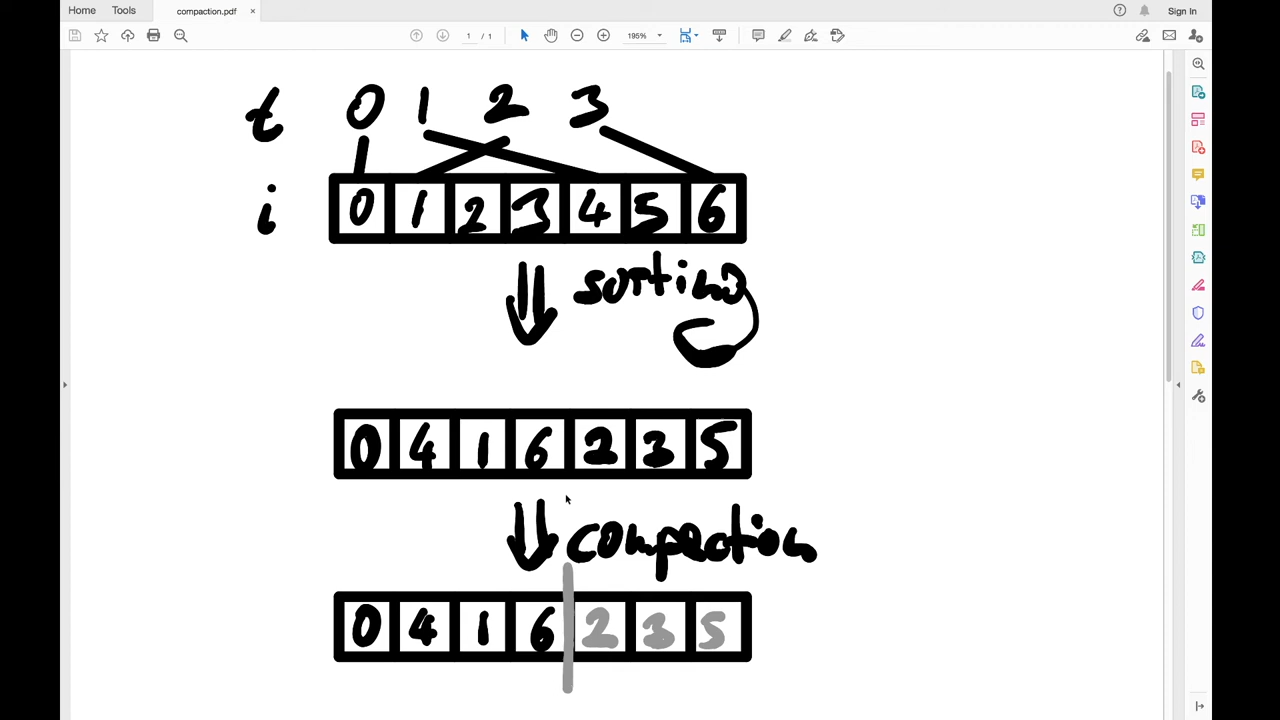 Home Tools compaction.pdf × Sign In
1 / 1 195%
t 0 1 2 3
i 0 1 2 3 4 5 6
sorting
0 4 1 6 2 3 5
compaction
0 4 1 6 2 3 5